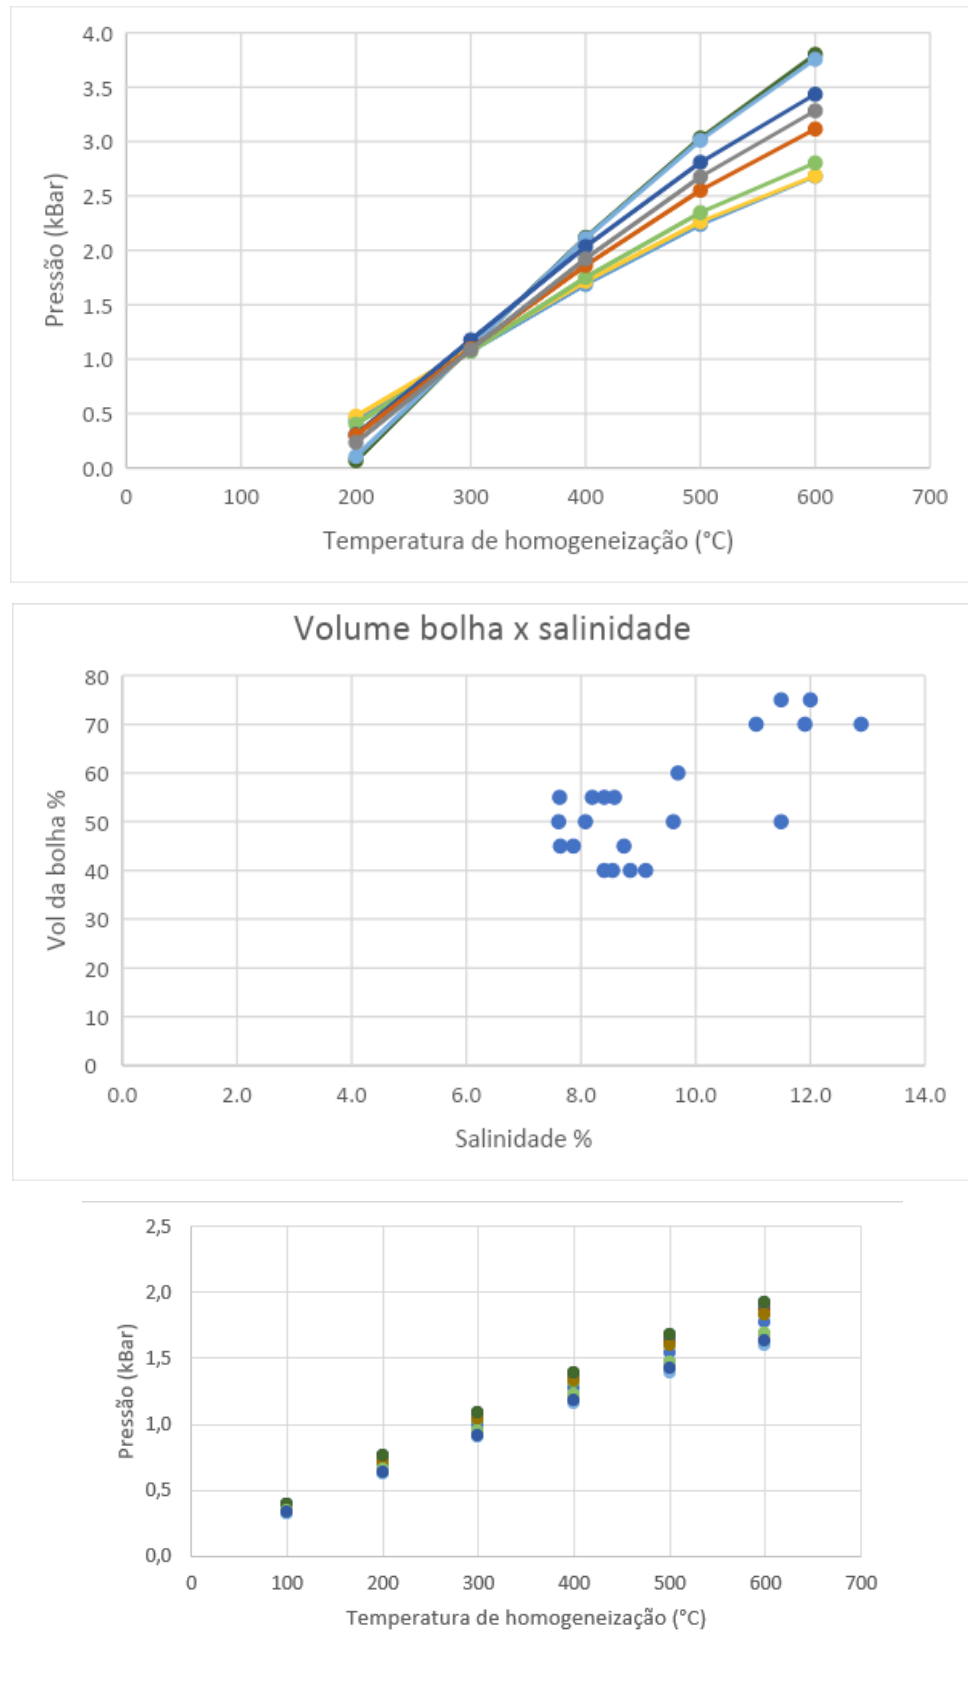 4.0
3.5
3.0
2.5
2.0
1.5
1.0
0.5
0.0
Pressão (kBar)
0 100 200 300 400 500 600 700
Temperatura de homogeneização (°C)
Volume bolha x salinidade
80
70
60
50
40
30
20
10
0
Vol da bolha %
0.0 2.0 4.0 6.0 8.0 10.0 12.0 14.0
Salinidade %
2,5
2,0
1,5
1,0
0,5
0,0
Pressão (kBar)
0 100 200 300 400 500 600 700
Temperatura de homogeneização (°C)